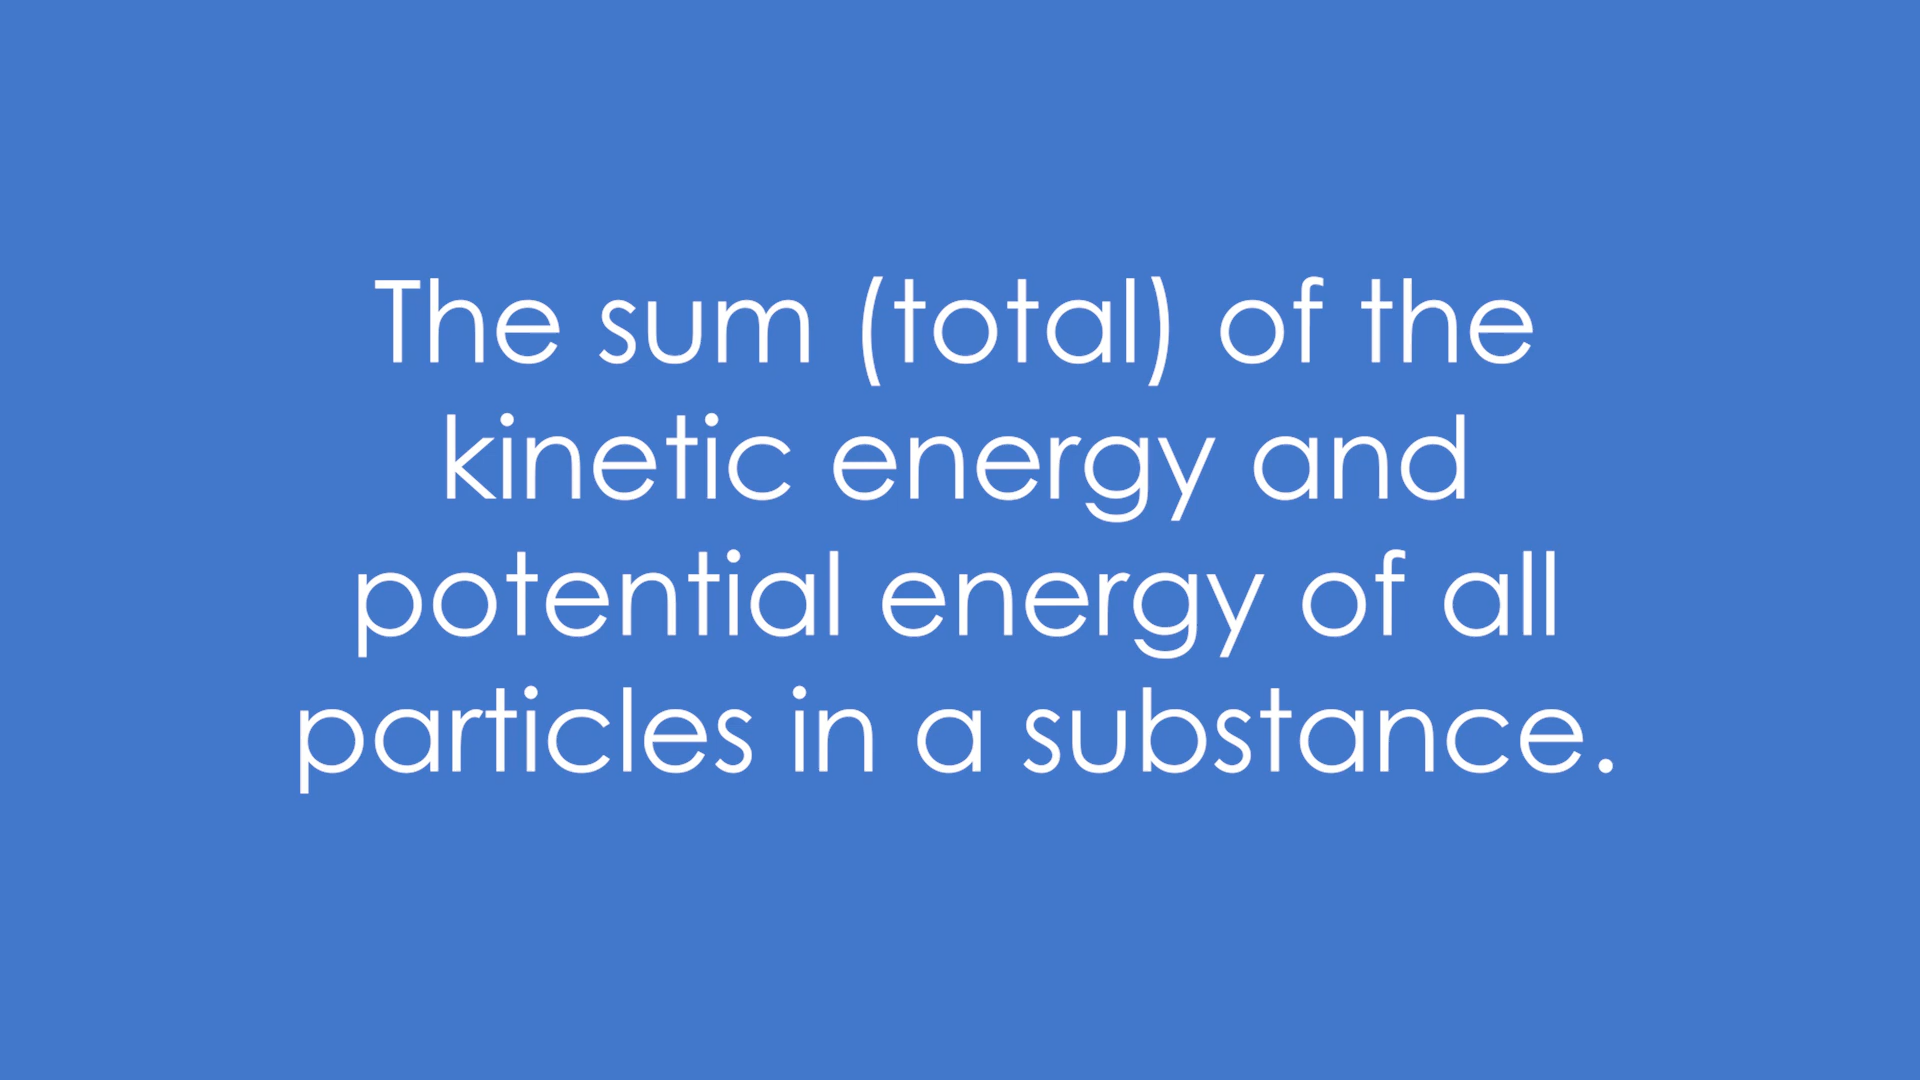 The sum (total) of the
kinetic energy and
potential energy of all
particles in a substance.